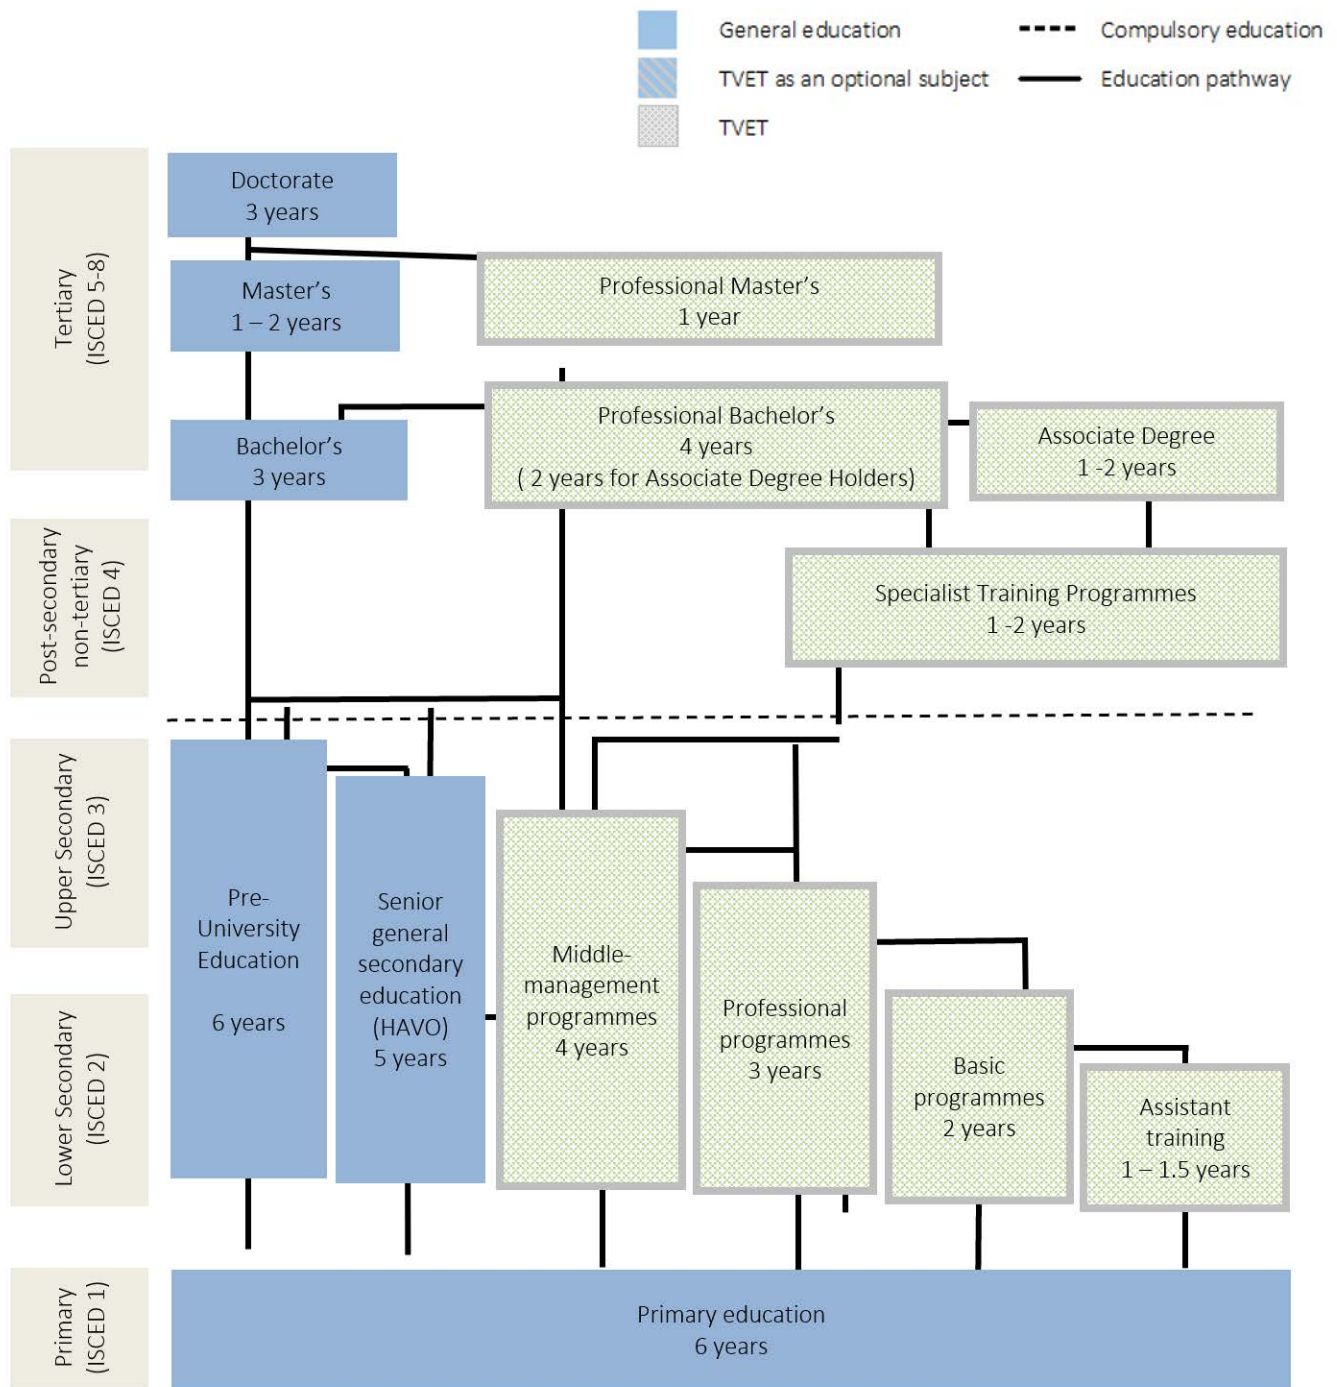 General education
Compulsory education
TVET as an optional subject
Education pathway
TVET
Tertiary
(ISCED 5-8)
Doctorate
3 years
Master's
1 – 2 years
Professional Master's
1 year
Bachelor's
3 years
Professional Bachelor's
4 years
( 2 years for Associate Degree Holders)
Associate Degree
1 -2 years
Post-secondary
non-tertiary
(ISCED 4)
Specialist Training Programmes
1 -2 years
Upper Secondary
(ISCED 3)
Lower Secondary
(ISCED 2)
Pre-
University
Education
6 years
Senior
general
secondary
education
(HAVO)
5 years
Middle-
management
programmes
4 years
Professional
programmes
3 years
Basic
programmes
2 years
Assistant
training
1 – 1.5 years
Primary
(ISCED 1)
Primary education
6 years